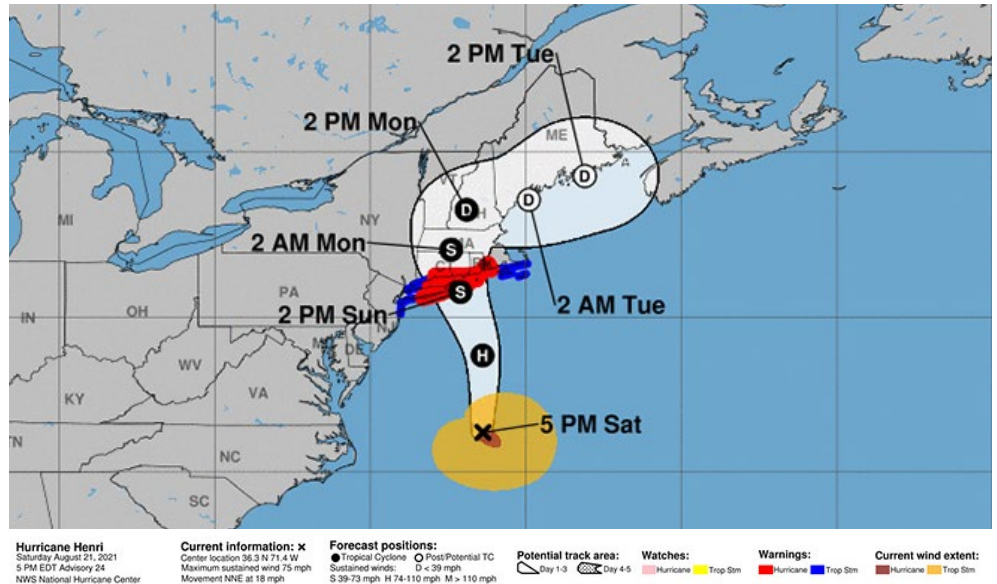 2 PM Tue
2 PM Mon
ME
VT
NH
MI
NY
2 AM Mon
MA
CT
2 AM Tue
2 PM Sun
PA
NJ
IN
OH
DE
WV
KY
VA
H
5 PM Sat
NC
SC
D
D
D
S
S
Hurricane Henri
Saturday August 21, 2021
5 PM EDT Advisory 24
NWS National Hurricane Center
Current information: ×
Center location 36.3 N 71.4 W
Maximum sustained wind 75 mph
Movement NNE at 18 mph
Forecast positions:
Tropical Cyclone Post/Potential TC
Sustained winds: D < 39 mph
S 39-73 mph H 74-110 mph M > 110 mph
Potential track area:
Day 1-3 Day 4-5
Watches:
Hurricane Trop Stm
Warnings:
Hurricane Trop Stm
Current wind extent:
Hurricane Trop Stm